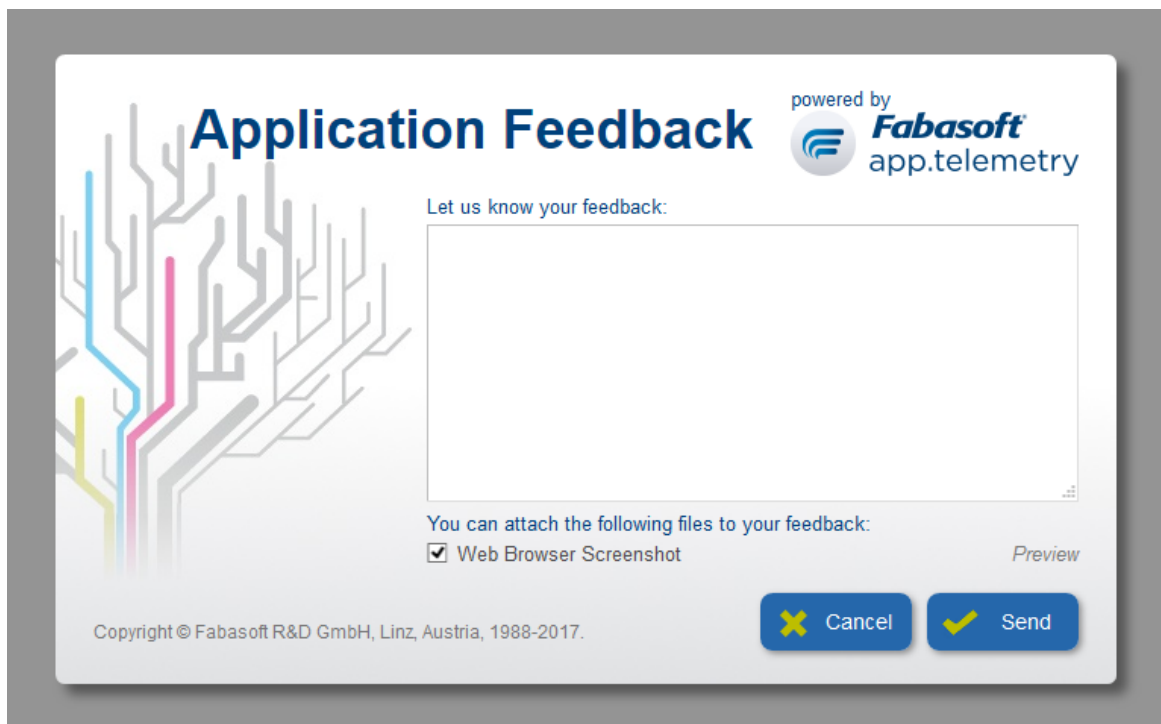 Application Feedback
powered by
Fabasoft
app.telemetry
Let us know your feedback:
You can attach the following files to your feedback:
Web Browser Screenshot
Preview
Copyright © Fabasoft R&D GmbH, Linz, Austria, 1988-2017.
Cancel
Send